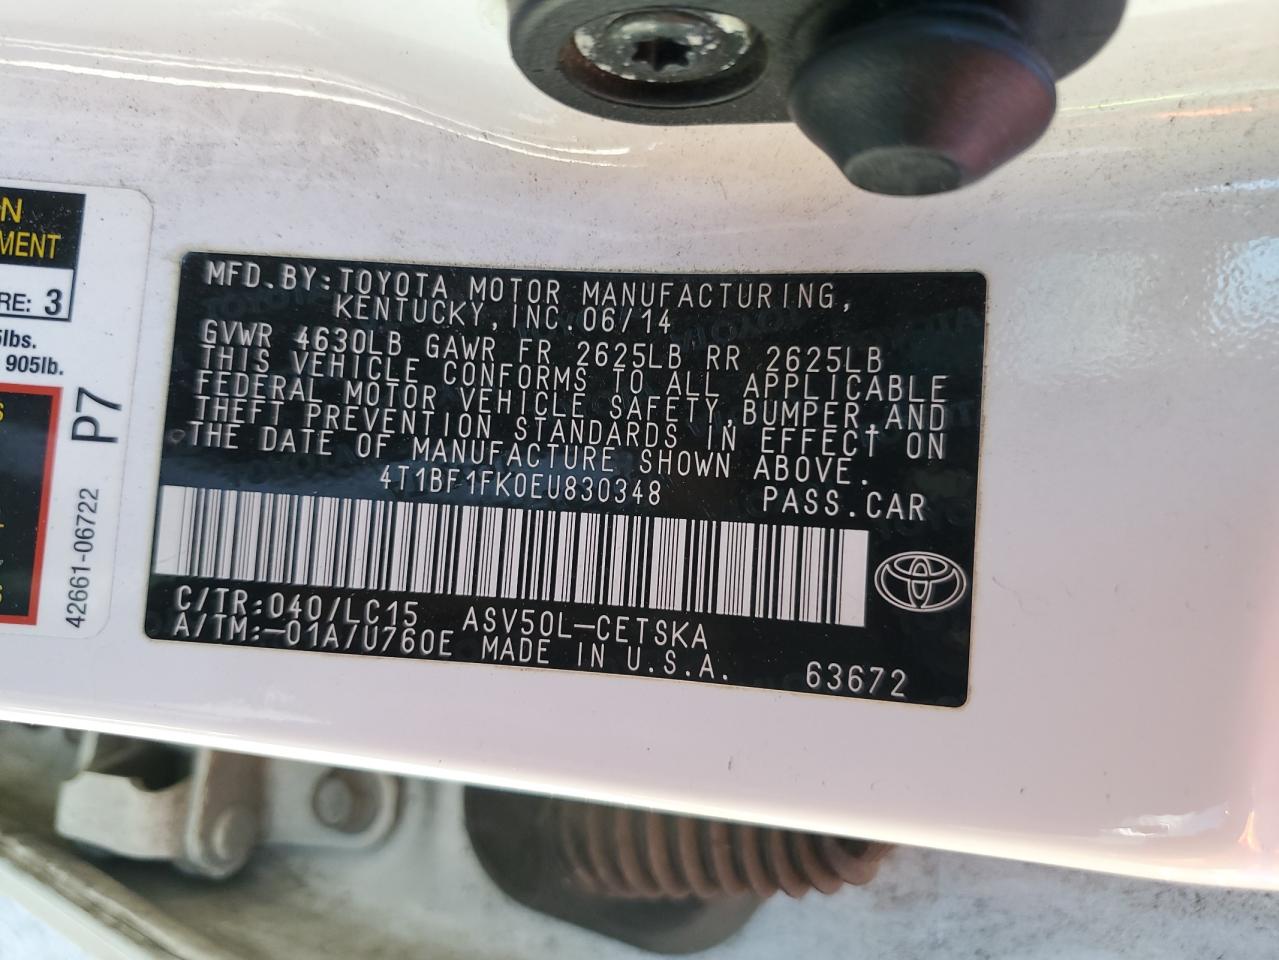 N
MENT
RE: 3
lbs.
905lb.
P7
42661-06722
MFD.BY:TOYOTA MOTOR MANUFACTURING,
KENTUCKY,INC.06/14
GVWR 4630LB GAWR FR 2625LB RR 2625LB
THIS VEHICLE CONFORMS TO ALL APPLICABLE
FEDERAL MOTOR VEHICLE SAFETY,BUMPER,AND
THEFT PREVENTION STANDARDS IN EFFECT ON
THE DATE OF MANUFACTURE SHOWN ABOVE.
4T1BF1FK0EU830348 PASS.CAR
C/TR:040/LC15 ASV50L-CETSKA
A/TM:-01A/U760E MADE IN U.S.A. 63672